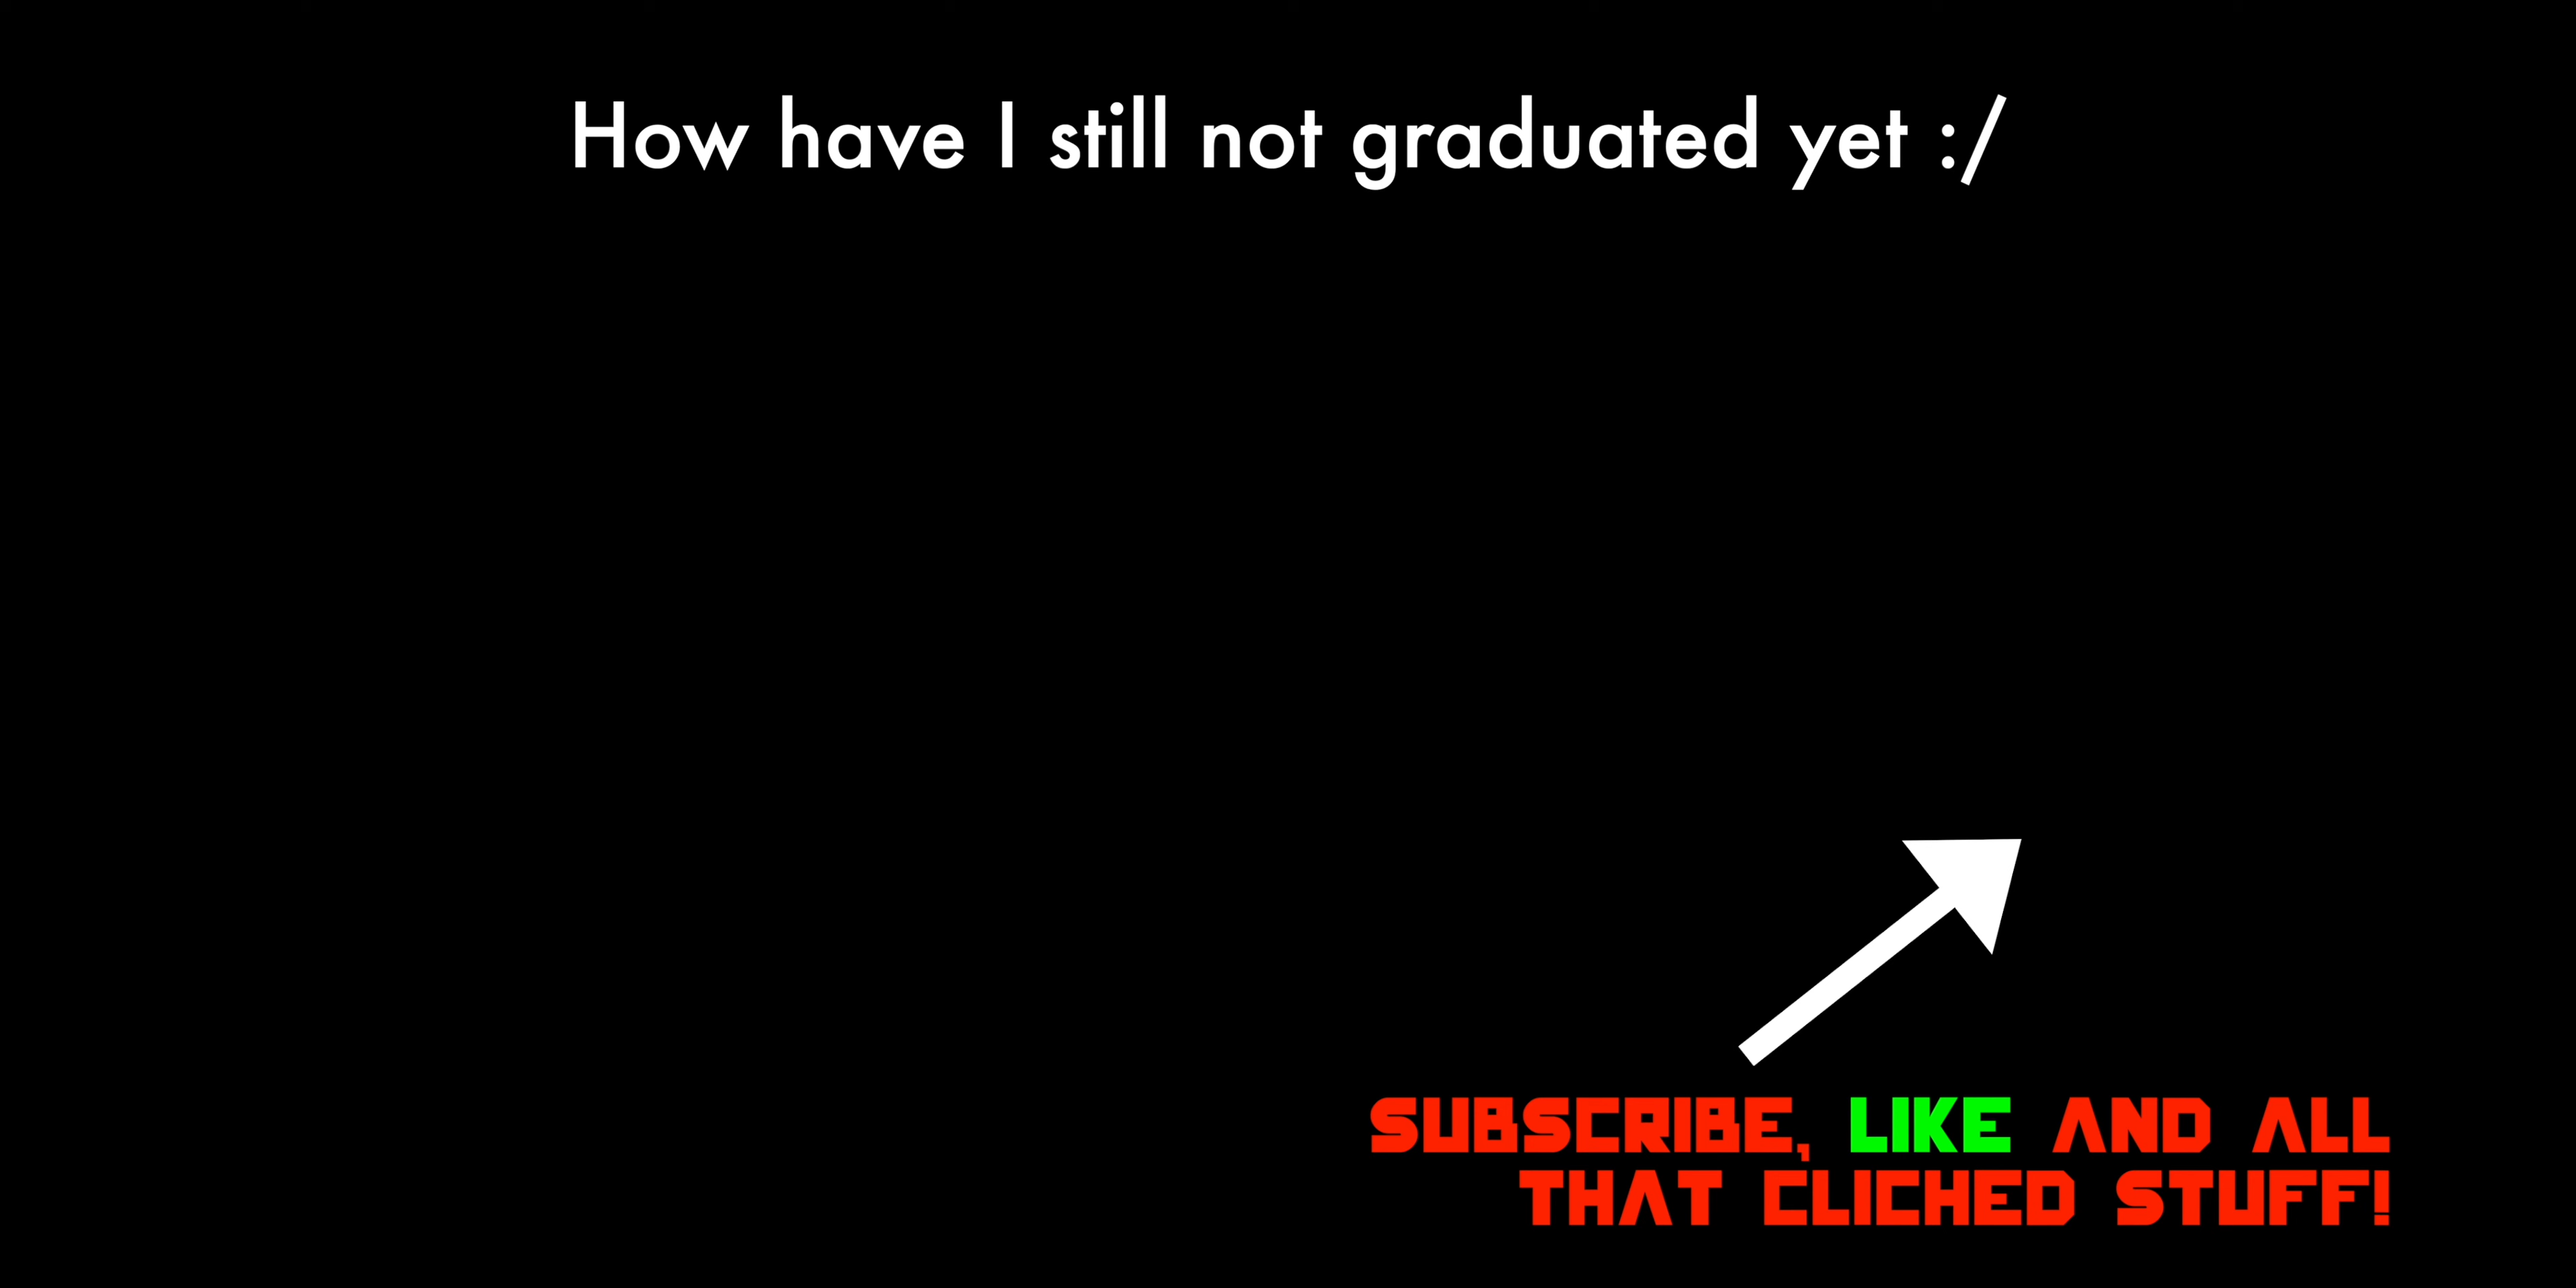 How have I still not graduated yet :/
SUBSCRIBE, LIKE AND ALL
THAT CLICHED STUFF!